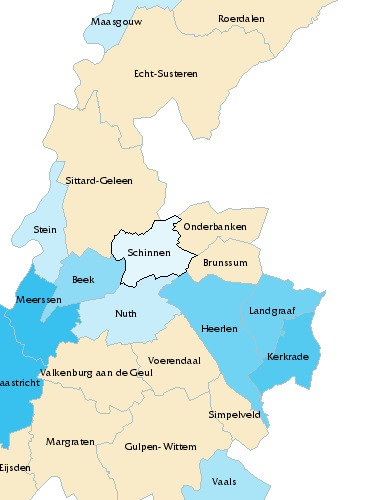 Maasgouw
Roerdalen
Echt-Susteren
Sittard-Geleen
Stein
Onderbanken
Schinnen
Brunssum
Beek
Meerssen
Nuth
Landgraaf
Heerlen
Kerkrade
Voerendaal
Valkenburg aan de Geul
aastricht
Simpelveld
Margraten
Gulpen- Wittem
Eijsden
Vaals